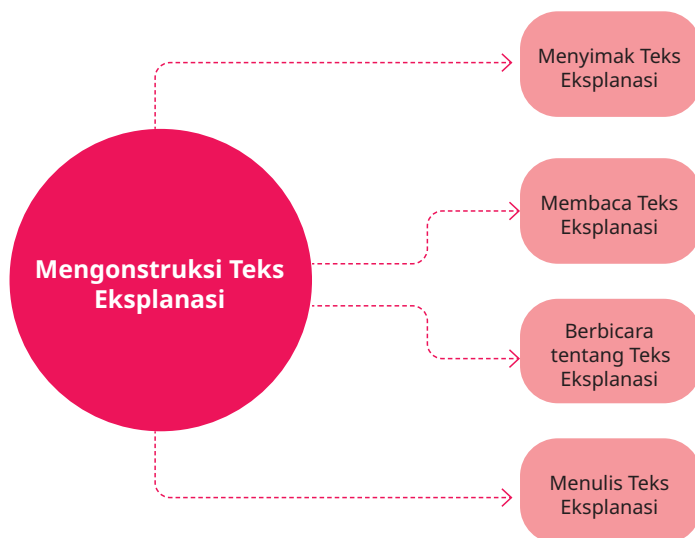 Mengonstruksi Teks
Eksplanasi
Menyimak Teks
Eksplanasi
Membaca Teks
Eksplanasi
Berbicara
tentang Teks
Eksplanasi
Menulis Teks
Eksplanasi